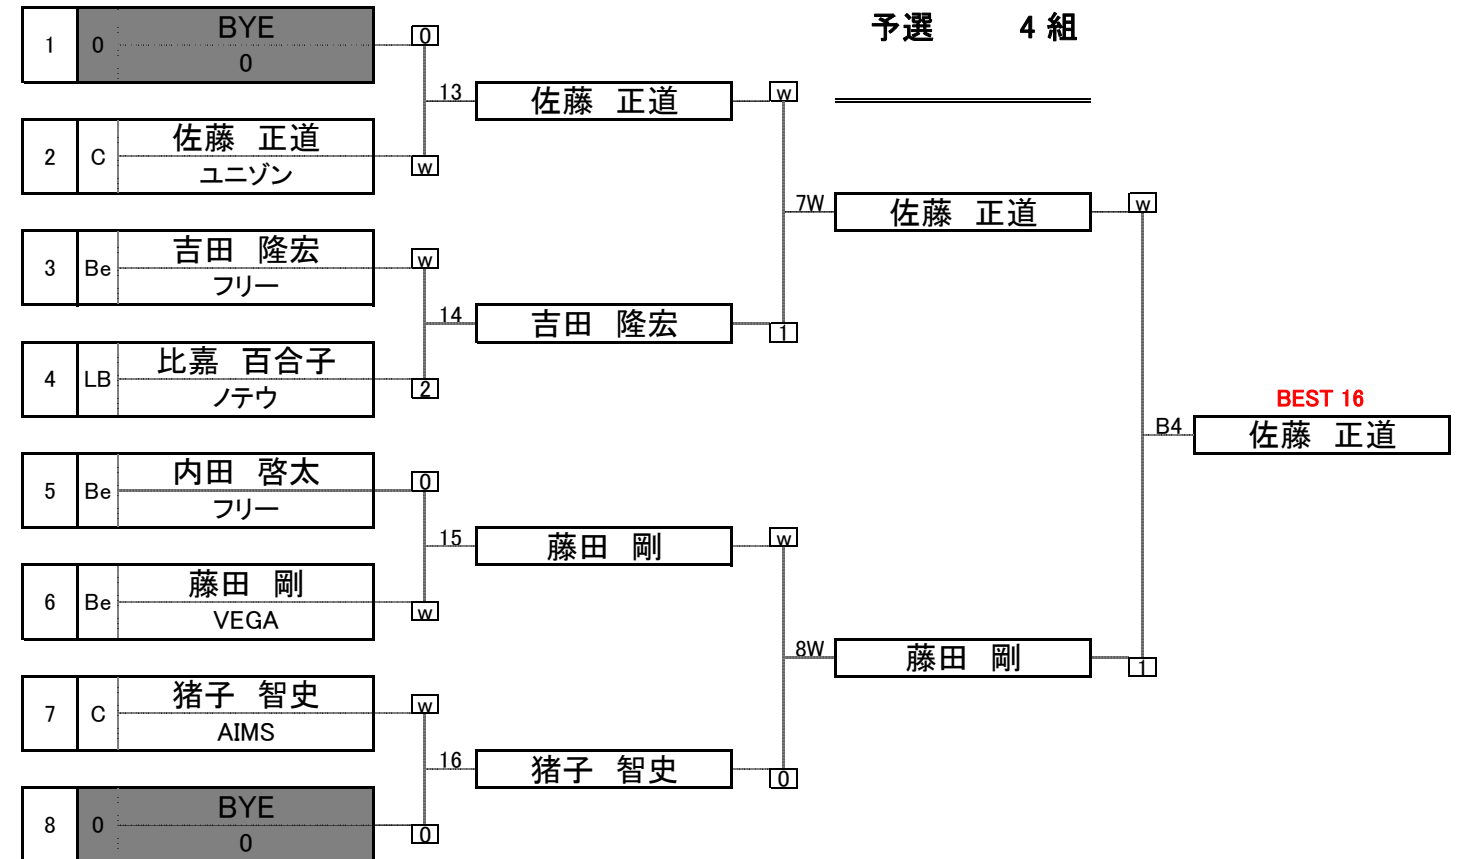 予選 4 組
1 0 BYE 0
0
13 佐藤 正道 w
2 C 佐藤 正道
ユニゾン
w
7W 佐藤 正道 w
3 Be 吉田 隆宏 w
フリー
14 吉田 隆宏 1
4 LB 比嘉 百合子
ノテウ
2
BEST 16
B4 佐藤 正道
5 Be 内田 啓太 0
フリー
15 藤田 剛 w
6 Be 藤田 剛
VEGA
w
8W 藤田 剛 1
7 C 猪子 智史 w
AIMS
16 猪子 智史 0
8 0 BYE
0
0